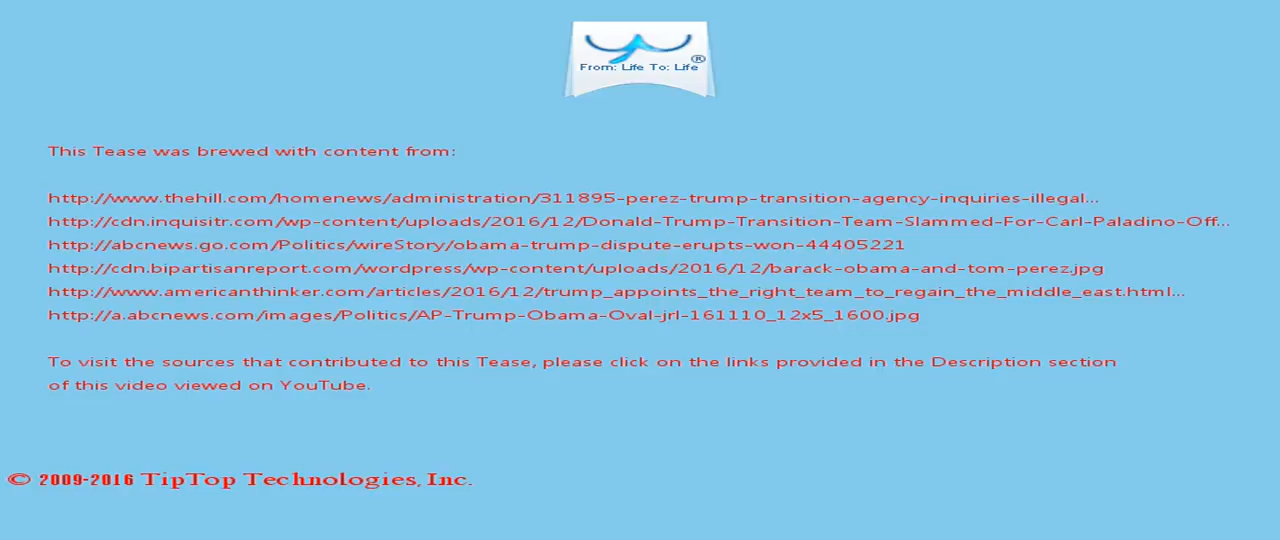 From: Life To: Life®
This Tease was brewed with content from:
http://www.thehill.com/homenews/administration/311895-perez-trump-transition-agency-inquiries-illegal...
http://cdn.inquisitr.com/wp-content/uploads/2016/12/Donald-Trump-Transition-Team-Slammed-For-Carl-Paladino-Off...
http://abcnews.go.com/Politics/wireStory/obama-trump-dispute-erupts-won-44405221
http://cdn.bipartisanreport.com/wordpress/wp-content/uploads/2016/12/barack-obama-and-tom-perez.jpg
http://www.americanthinker.com/articles/2016/12/trump_appoints_the_right_team_to_regain_the_middle_east.html...
http://a.abcnews.com/images/Politics/AP-Trump-Obama-Oval-jrl-161110_12x5_1600.jpg
To visit the sources that contributed to this Tease, please click on the links provided in the Description section
of this video viewed on YouTube.
© 2009-2016 TipTop Technologies, Inc.